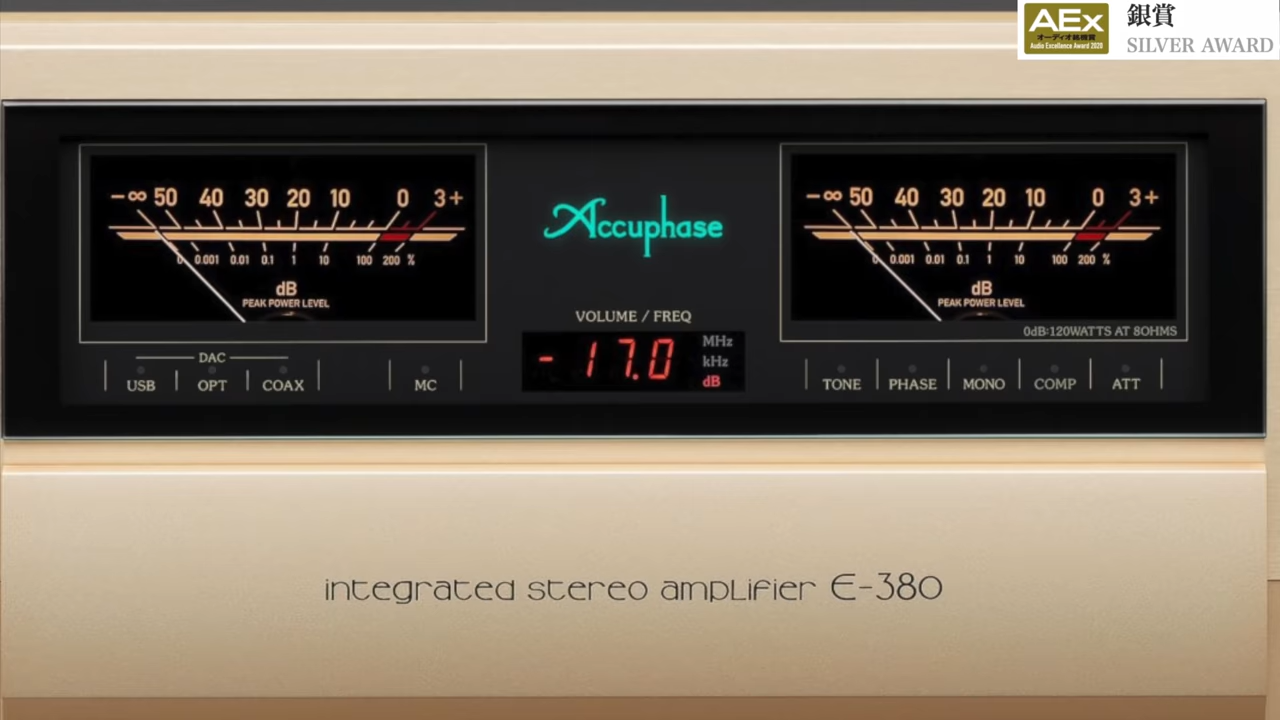 AEx
オーディオ銘機賞
Audio Excellence Award 2020
銀賞
SILVER AWARD
−∞ 50 40 30 20 10 0 3+
0 0.001 0.01 0.1 1 10 100 200 %
dB
PEAK POWER LEVEL
Accuphase
−∞ 50 40 30 20 10 0 3+
0 0.001 0.01 0.1 1 10 100 200 %
dB
PEAK POWER LEVEL
0dB:120WATTS AT 8OHMS
VOLUME / FREQ
-17.0
MHz
kHz
dB
DAC
USB OPT COAX MC
TONE PHASE MONO COMP ATT
integrated stereo amplifier E-380